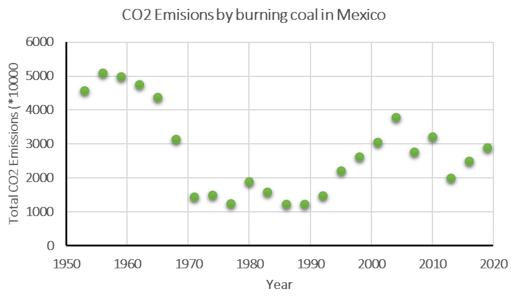 CO2 Emisions by burning coal in Mexico
Total CO2 Emissions (*10000
6000
5000
4000
3000
2000
1000
0
1950 1960 1970 1980 1990 2000 2010 2020
Year